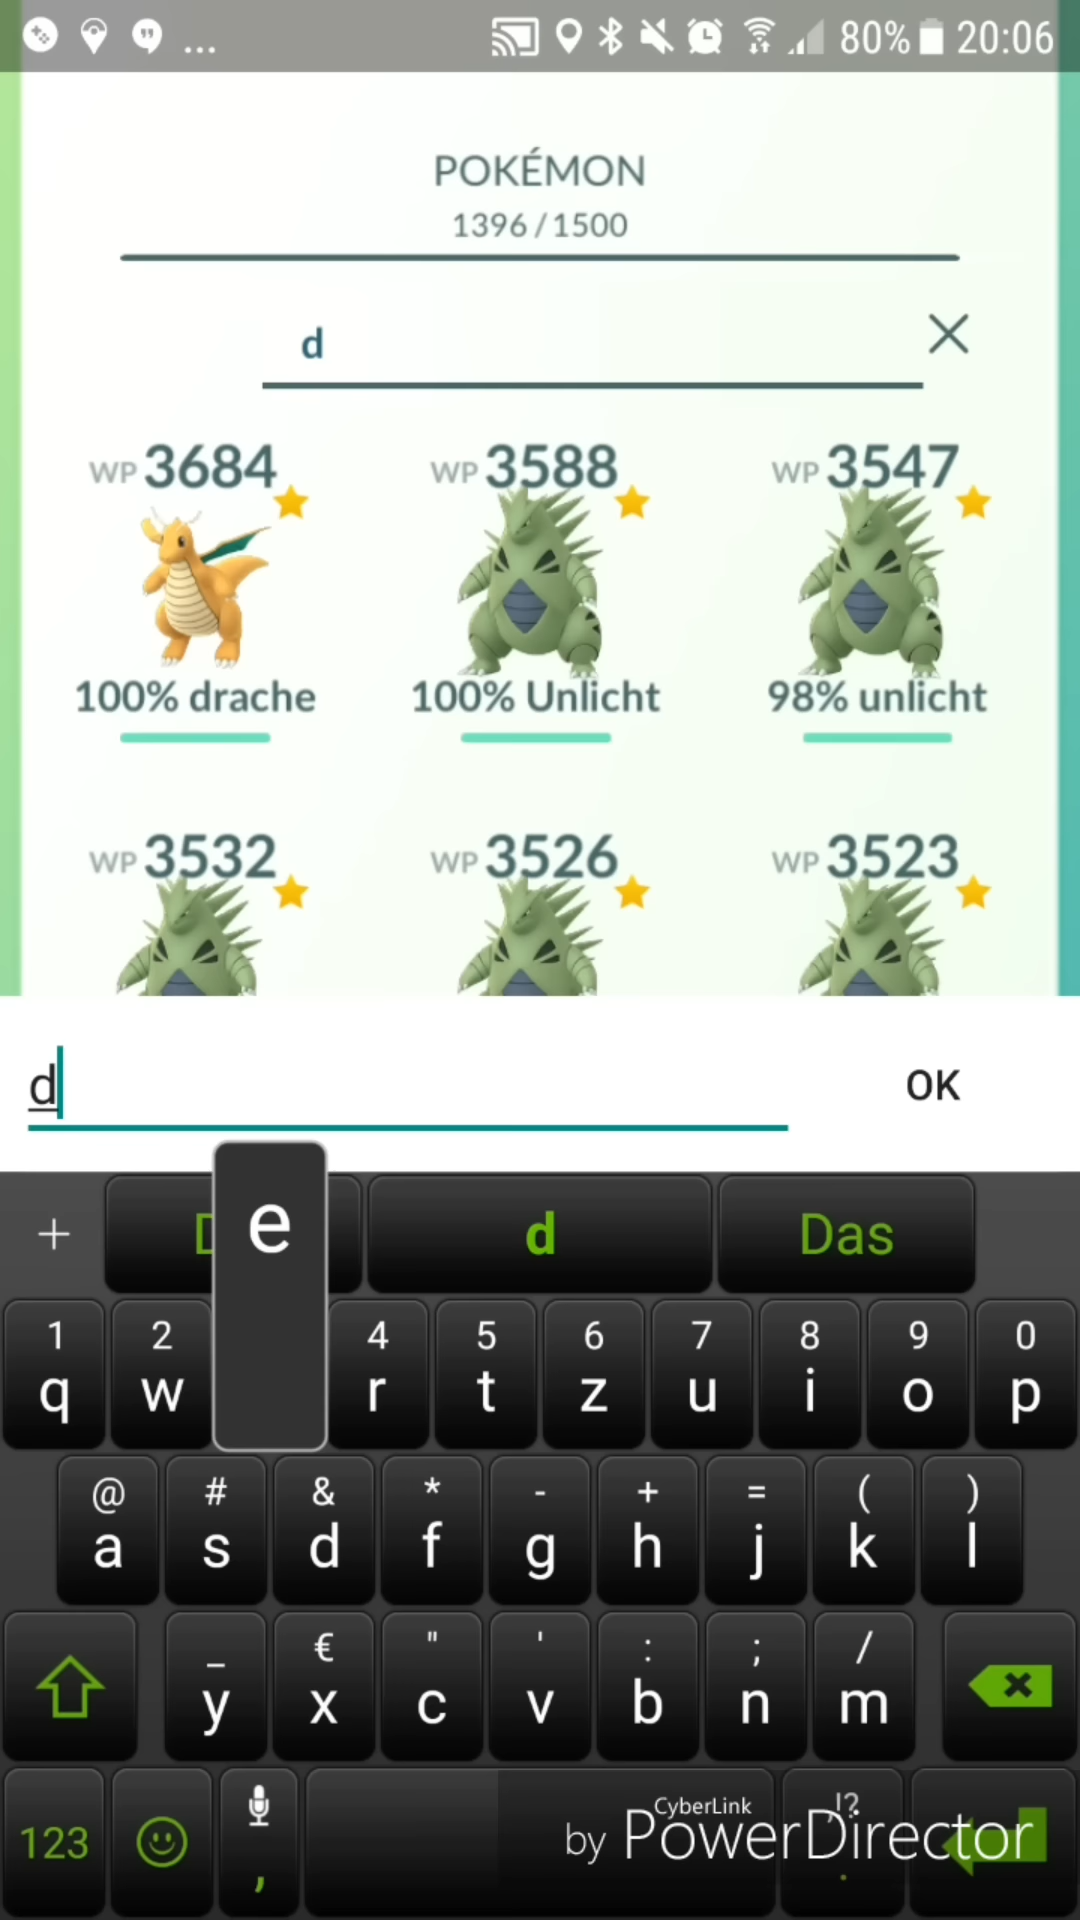 80% 20:06
POKÉMON
1396 / 1500
d
WP 3684 WP 3588 WP 3547
100% drache 100% Unlicht 98% unlicht
WP 3532 WP 3526 WP 3523
d OK
e
+ D d Das
1 2 4 5 6 7 8 9 0
q w r t z u i o p
@ # & * - + = ( )
a s d f g h j k l
_ € " ' : ; /
y x c v b n m
123 , !? .
CyberLink
by PowerDirector